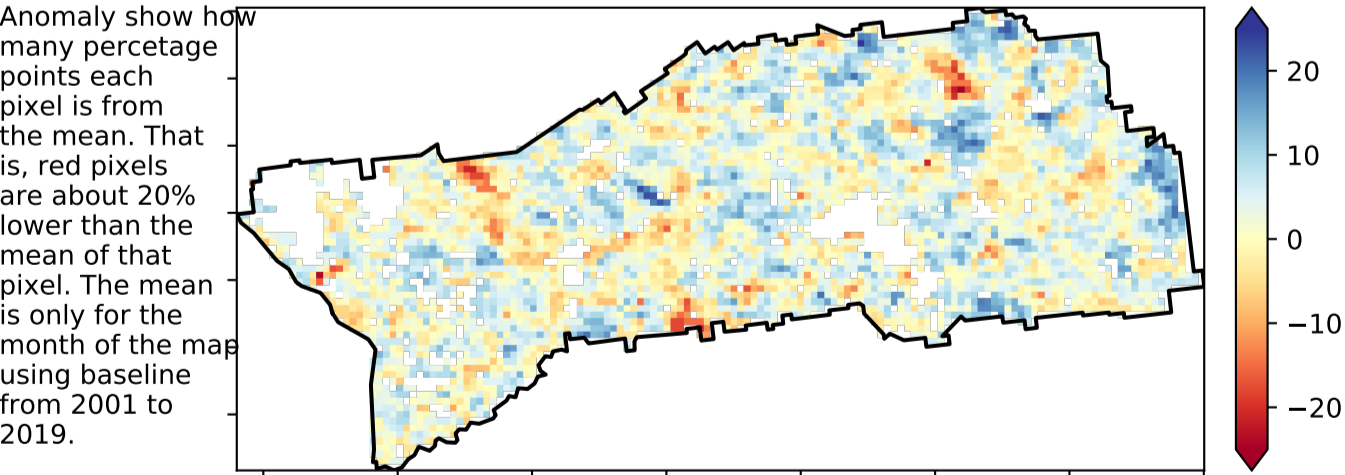 Anomaly show how
many percetage
points each
pixel is from
the mean. That
is, red pixels
are about 20%
lower than the
mean of that
pixel. The mean
is only for the
month of the map
using baseline
from 2001 to
2019.
20
10
0
−10
−20